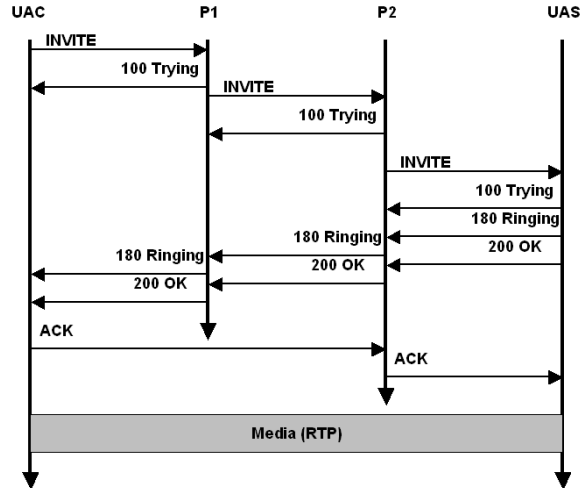 UAC P1 P2 UAS
INVITE
100 Trying
INVITE
100 Trying
INVITE
100 Trying
180 Ringing
180 Ringing
200 OK
180 Ringing
200 OK
200 OK
ACK
ACK
Media (RTP)